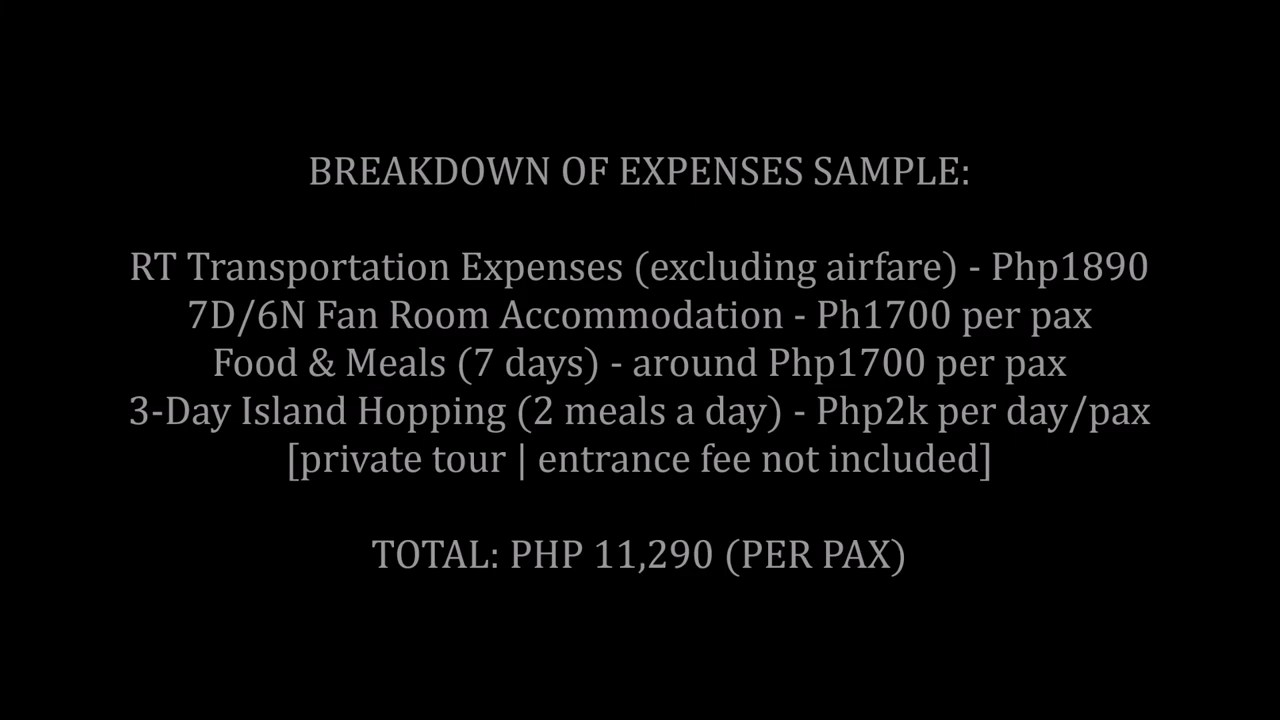 BREAKDOWN OF EXPENSES SAMPLE:
RT Transportation Expenses (excluding airfare) - Php1890
7D/6N Fan Room Accommodation - Ph1700 per pax
Food & Meals (7 days) - around Php1700 per pax
3-Day Island Hopping (2 meals a day) - Php2k per day/pax
[private tour | entrance fee not included]
TOTAL: PHP 11,290 (PER PAX)